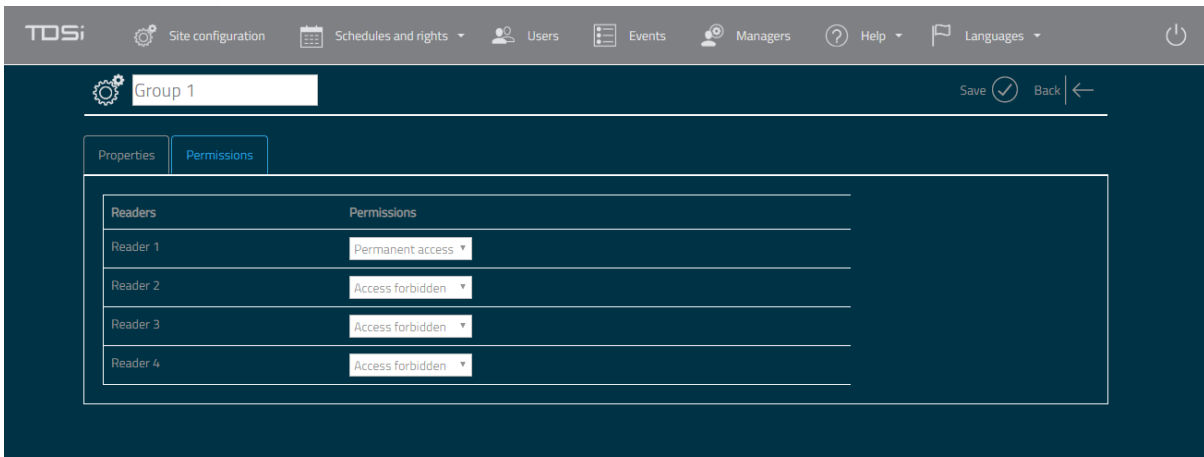 TDSi Site configuration Schedules and rights Users Events Managers Help Languages
Group 1 Save Back
Properties Permissions
Readers Permissions
Reader 1 Permanent access
Reader 2 Access forbidden
Reader 3 Access forbidden
Reader 4 Access forbidden